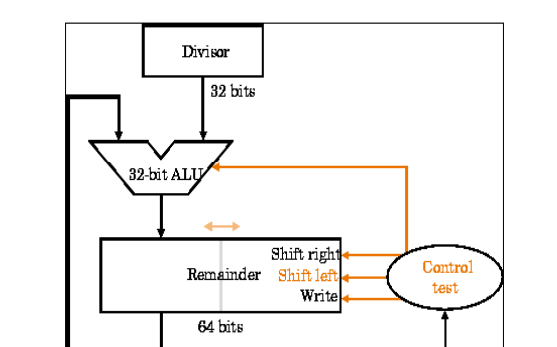 Divisor
32 bits
32-bit ALU
Shift right
Remainder
Shift left
Write
Control
test
64 bits